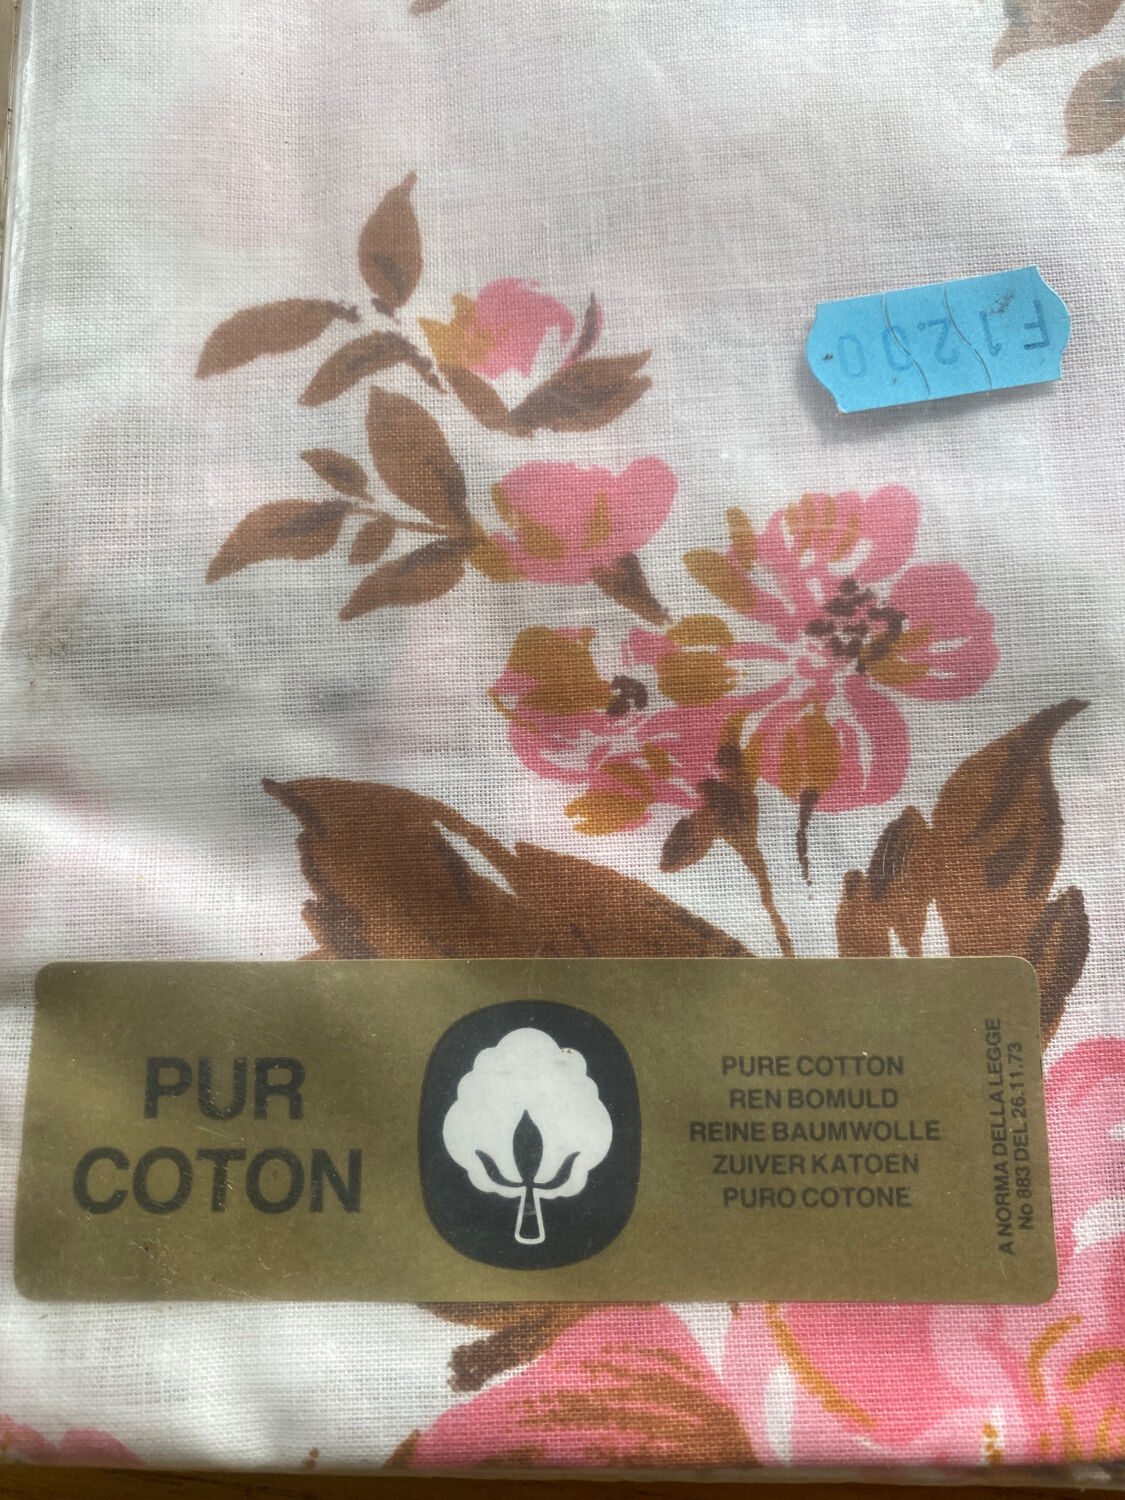 F 12.00
PUR
COTON
PURE COTTON
REN BOMULD
REINE BAUMWOLLE
ZUIVER KATOEN
PURO COTONE
A NORMA DELLA LEGGE
No 883 DEL 26.11.73